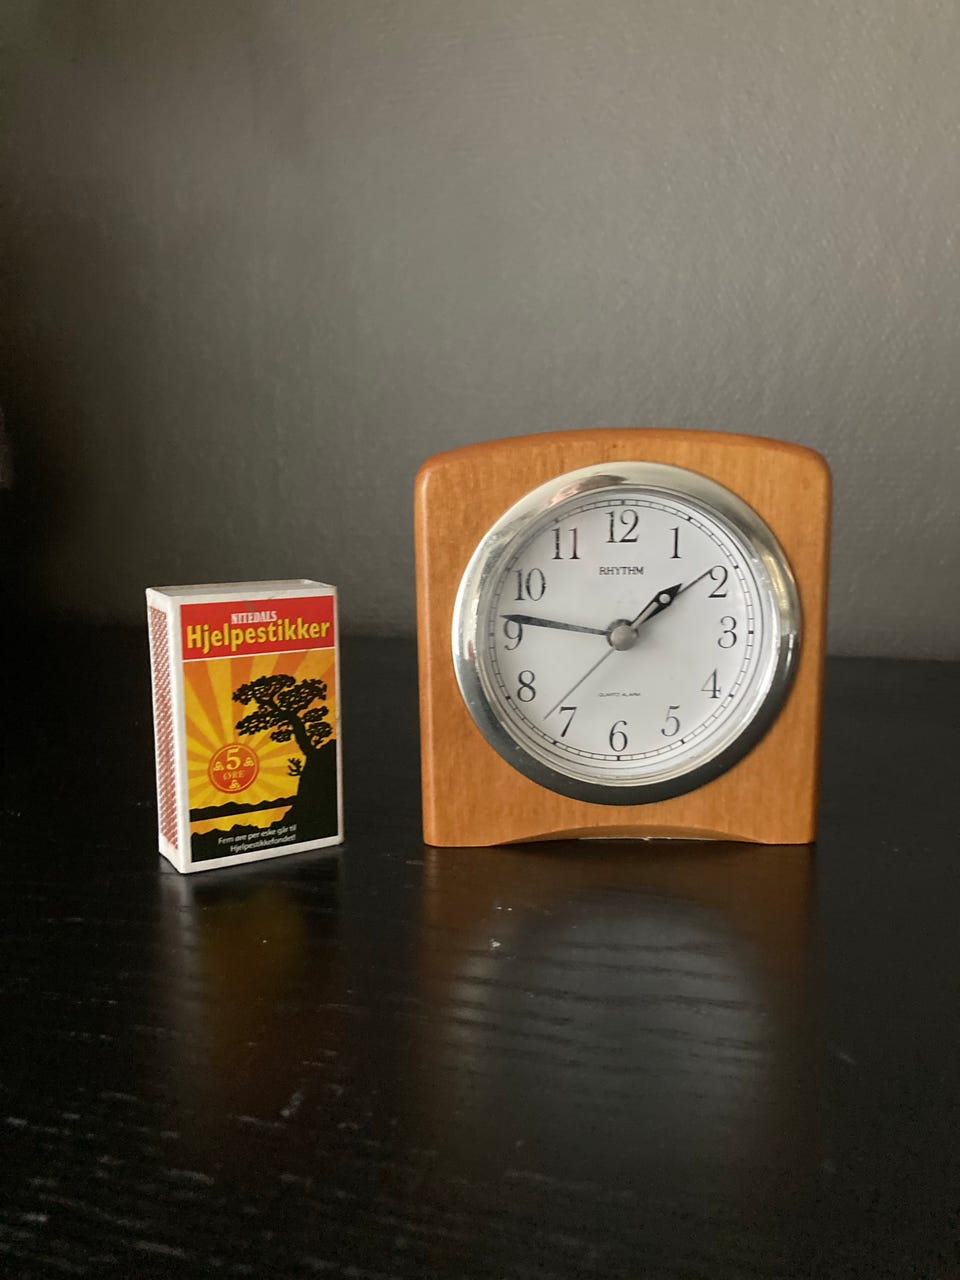 NITEDALS
Hjelpestikker
5
ØRE
Fem øre per eske går til
Hjelpestikkefondet!
12
11 1
RHYTHM
10 2
9 3
8 4
QUARTZ ALARM
7 5
6